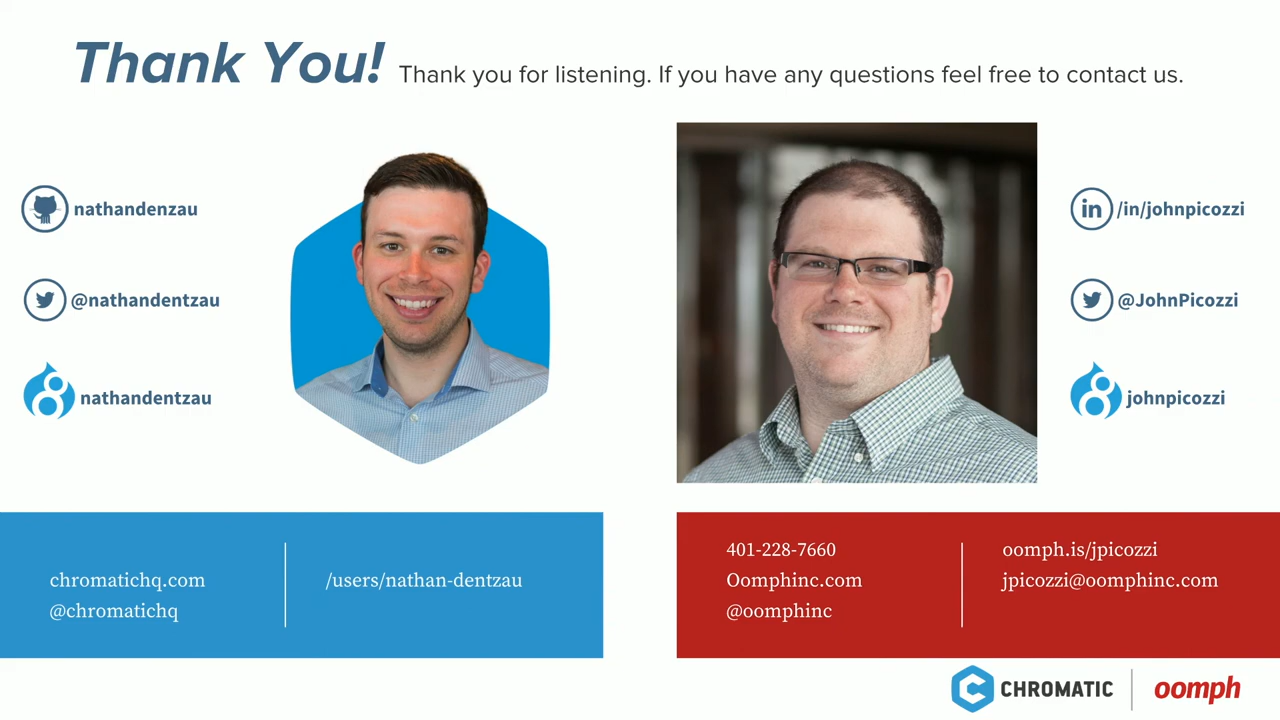 Thank You! Thank you for listening. If you have any questions feel free to contact us.
nathandenzau
@nathandentzau
nathandentzau
in /in/johnpicozzi
@JohnPicozzi
johnpicozzi
chromatichq.com
@chromatichq
/users/nathan-dentzau
401-228-7660
Oomphinc.com
@oomphinc
oomph.is/jpicozzi
jpicozzi@oomphinc.com
CHROMATIC
oomph